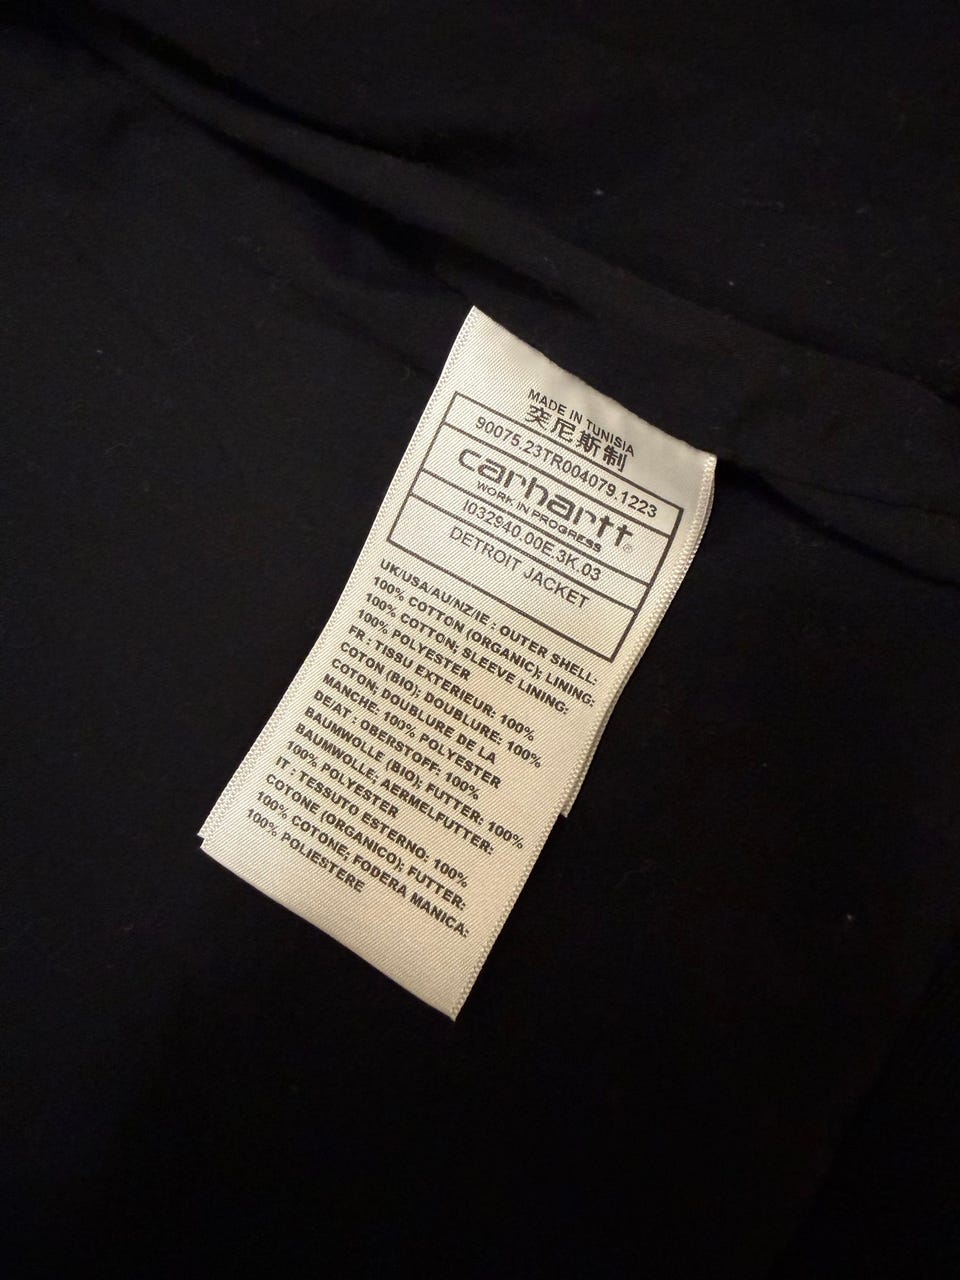 MADE IN TUNISIA
突尼斯制
90075.23TR004079.1223
carhartt®
WORK IN PROGRESS
I032940.00E.3K.03
DETROIT JACKET
UK/USA/AU/NZ/IE : OUTER SHELL:
100% COTTON (ORGANIC); LINING:
100% COTTON; SLEEVE LINING:
100% POLYESTER
FR : TISSU EXTERIEUR: 100%
COTON (BIO); DOUBLURE: 100%
COTON; DOUBLURE DE LA
MANCHE: 100% POLYESTER
DE/AT : OBERSTOFF: 100%
BAUMWOLLE (BIO); FUTTER: 100%
BAUMWOLLE; AERMELFUTTER:
100% POLYESTER
IT : TESSUTO ESTERNO: 100%
COTONE (ORGANICO); FUTTER:
100% COTONE; FODERA MANICA:
100% POLIESTERE